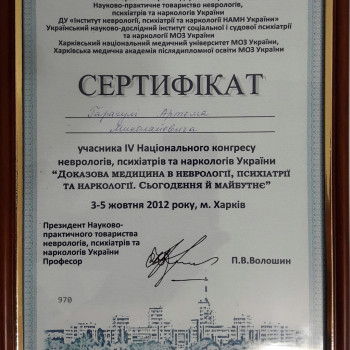 Науково-практичне товариство неврологів,
психіатрів та наркологів України
ДУ «Інститут неврології, психіатрії та наркології НАМН України»
Український науково-дослідний інститут соціальної і судової психіатрії
та наркології МОЗ України
Харківський національний медичний університет МОЗ України,
Харківська медична академія післядипломної освіти МОЗ України
СЕРТИФІКАТ
Артема
Миколайовича
учасника IV Національного конгресу
неврологів, психіатрів та наркологів України
"ДОКАЗОВА МЕДИЦИНА В НЕВРОЛОГІЇ, ПСИХІАТРІЇ
ТА НАРКОЛОГІЇ. СЬОГОДЕННЯ Й МАЙБУТНЄ"
3-5 жовтня 2012 року, м. Харків
Президент Науково-
практичного товариства
неврологів, психіатрів та
наркологів України
Професор П.В.Волошин
970